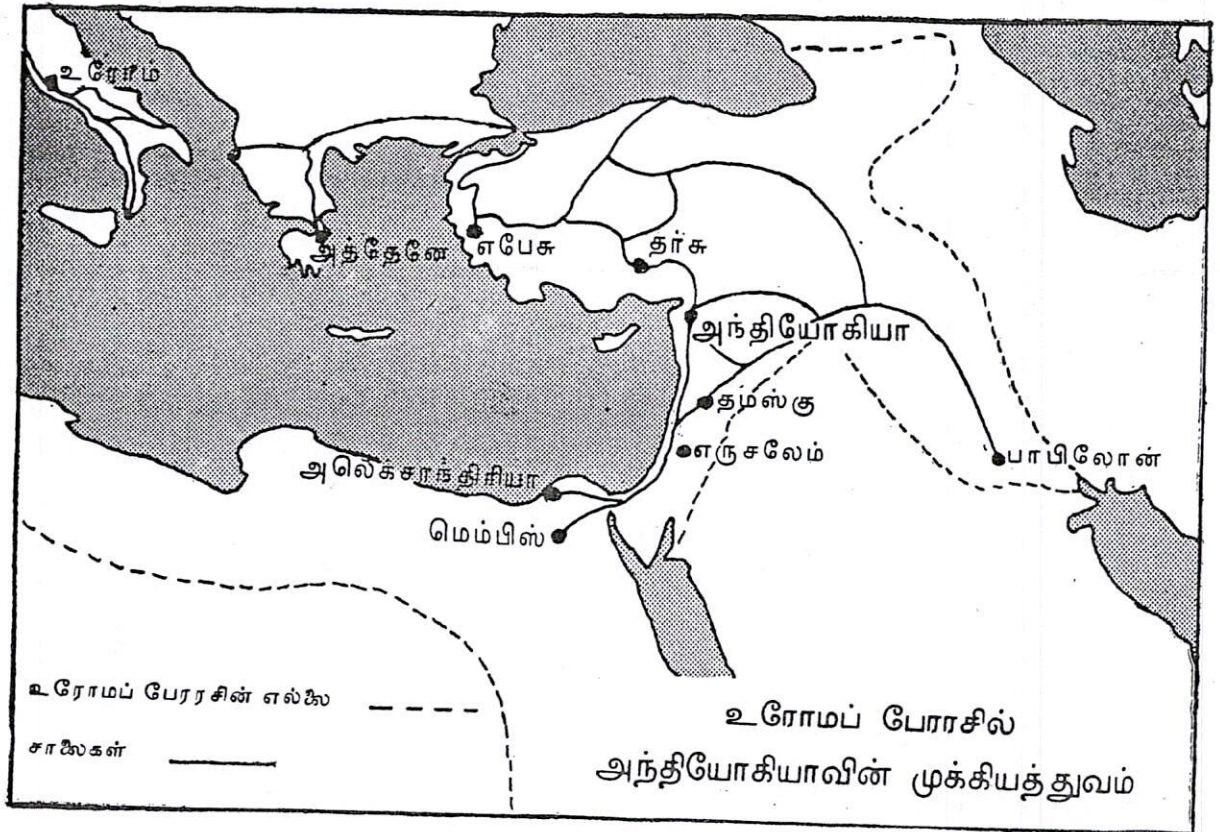 உரோம்
அத்தேனே
எபேசு
தர்சு
அந்தியோகியா
தமஸ்கு
எருசலேம்
பாபிலோன்
அலெக்சாந்திரியா
மெம்பிஸ்
உரோமப் பேரரசின் எல்லை
சாலைகள்
உரோமப் பேராசில்
அந்தியோகியாவின் முக்கியத்துவம்